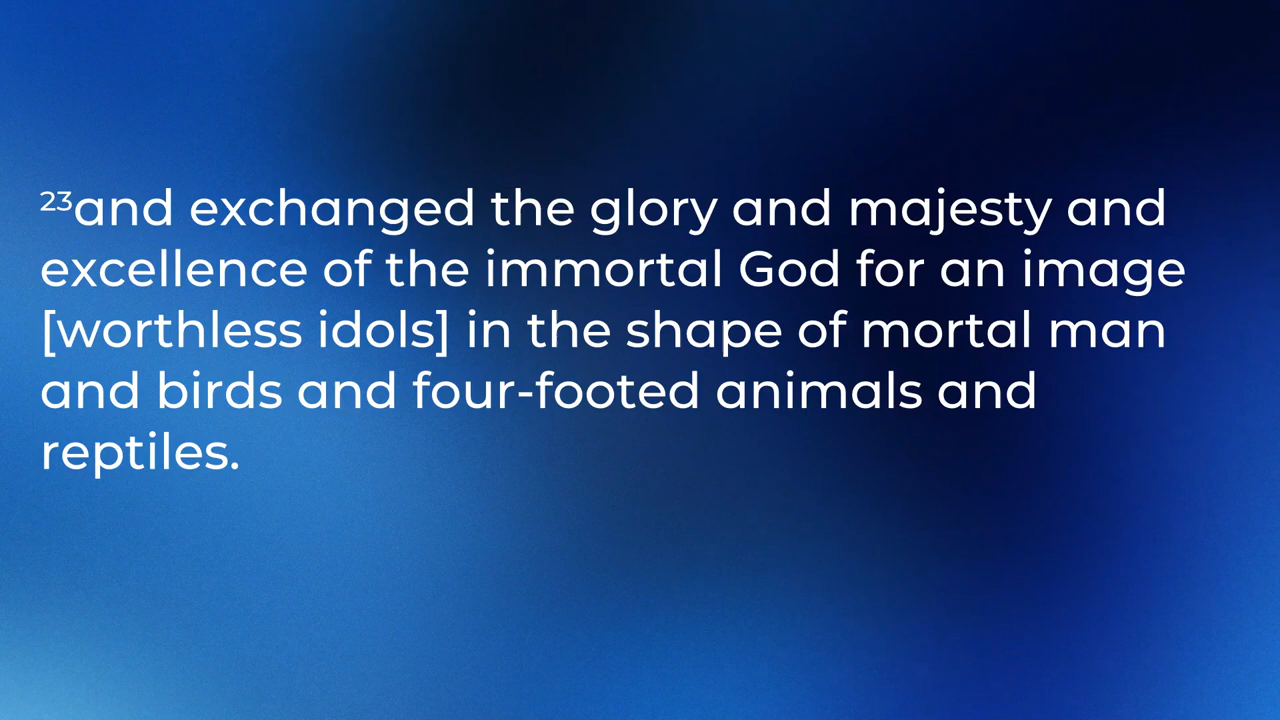 23and exchanged the glory and majesty and
excellence of the immortal God for an image
[worthless idols] in the shape of mortal man
and birds and four-footed animals and
reptiles.